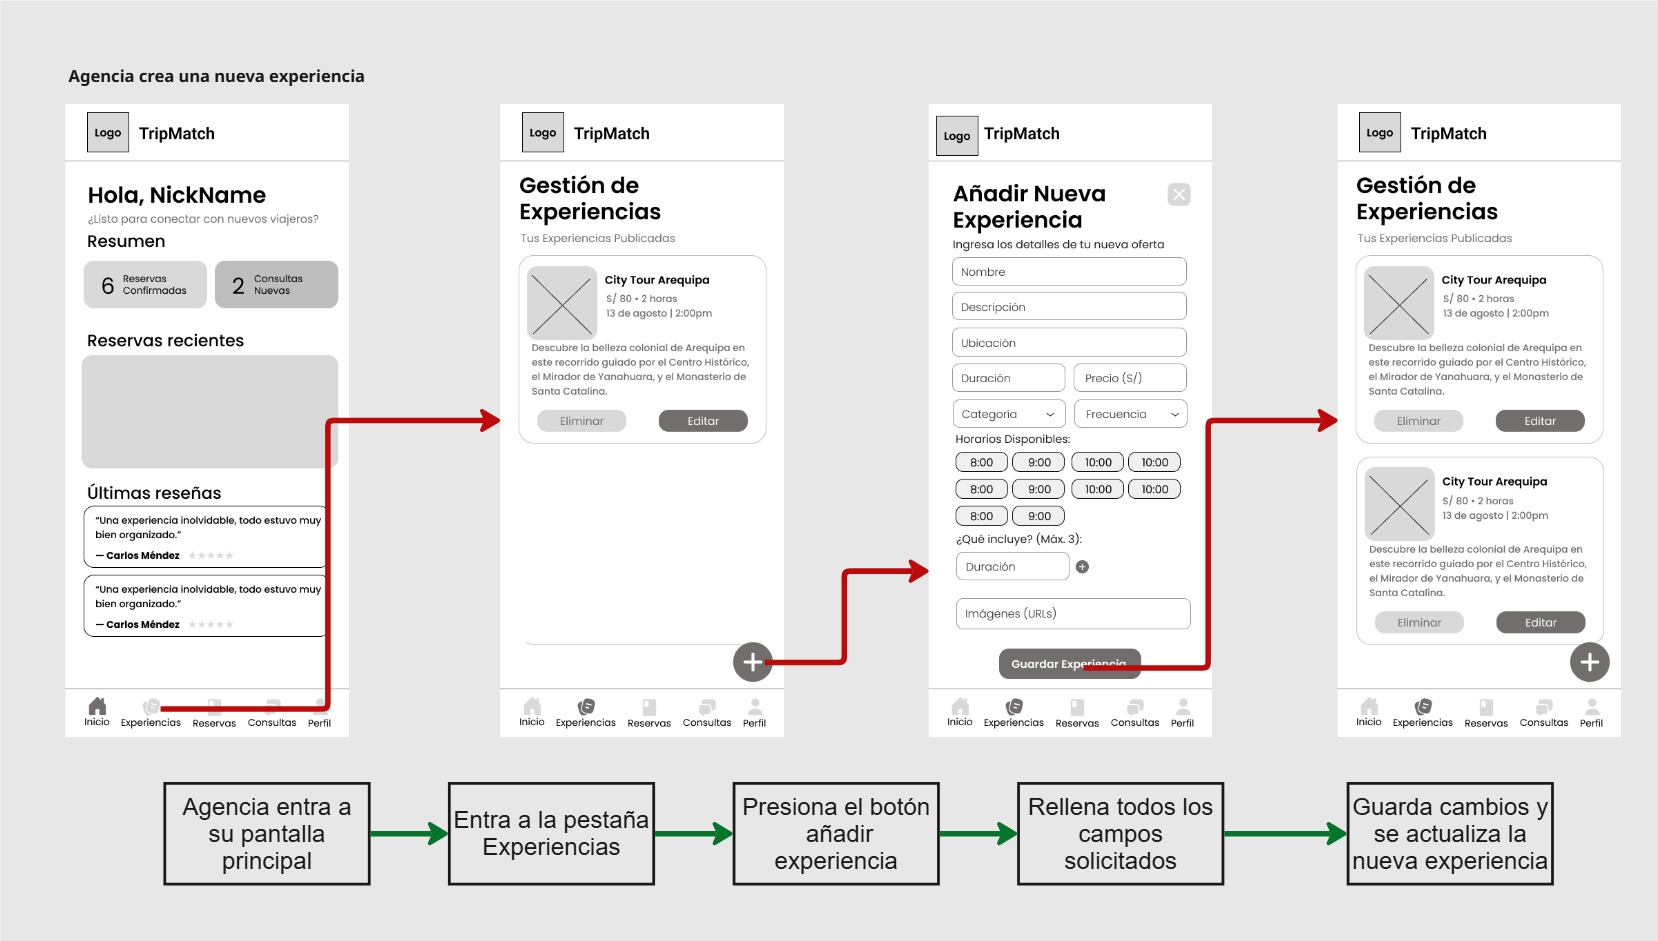 Agencia crea una nueva experiencia
Logo
TripMatch
Hola, NickName
¿Listo para conectar con nuevos viajeros?
Resumen
6
Reservas
Confirmadas
2
Consultas
Nuevas
Reservas recientes
Últimas reseñas
“Una experiencia inolvidable, todo estuvo muy
bien organizado.”
— Carlos Méndez
“Una experiencia inolvidable, todo estuvo muy
bien organizado.”
— Carlos Méndez
Inicio
Experiencias
Reservas
Consultas
Perfil
Logo
TripMatch
Gestión de
Experiencias
Tus Experiencias Publicadas
City Tour Arequipa
S/ 80 • 2 horas
13 de agosto | 2:00pm
Descubre la belleza colonial de Arequipa en
este recorrido guiado por el Centro Histórico,
el Mirador de Yanahuara, y el Monasterio de
Santa Catalina.
Eliminar
Editar
Inicio
Experiencias
Reservas
Consultas
Perfil
Logo
TripMatch
Añadir Nueva
Experiencia
Ingresa los detalles de tu nueva oferta
Nombre
Descripción
Ubicación
Duración
Precio (S/)
Categoría
Frecuencia
Horarios Disponibles:
8:00 9:00 10:00 10:00
8:00 9:00 10:00 10:00
8:00 9:00
¿Qué incluye? (Máx. 3):
Duración
Imágenes (URLs)
Guardar Experiencia
Inicio
Experiencias
Reservas
Consultas
Perfil
Logo
TripMatch
Gestión de
Experiencias
Tus Experiencias Publicadas
City Tour Arequipa
S/ 80 • 2 horas
13 de agosto | 2:00pm
Descubre la belleza colonial de Arequipa en
este recorrido guiado por el Centro Histórico,
el Mirador de Yanahuara, y el Monasterio de
Santa Catalina.
Eliminar
Editar
City Tour Arequipa
S/ 80 • 2 horas
13 de agosto | 2:00pm
Descubre la belleza colonial de Arequipa en
este recorrido guiado por el Centro Histórico,
el Mirador de Yanahuara, y el Monasterio de
Santa Catalina.
Eliminar
Editar
Inicio
Experiencias
Reservas
Consultas
Perfil
Agencia entra a
su pantalla
principal
Entra a la pestaña
Experiencias
Presiona el botón
añadir
experiencia
Rellena todos los
campos
solicitados
Guarda cambios y
se actualiza la
nueva experiencia